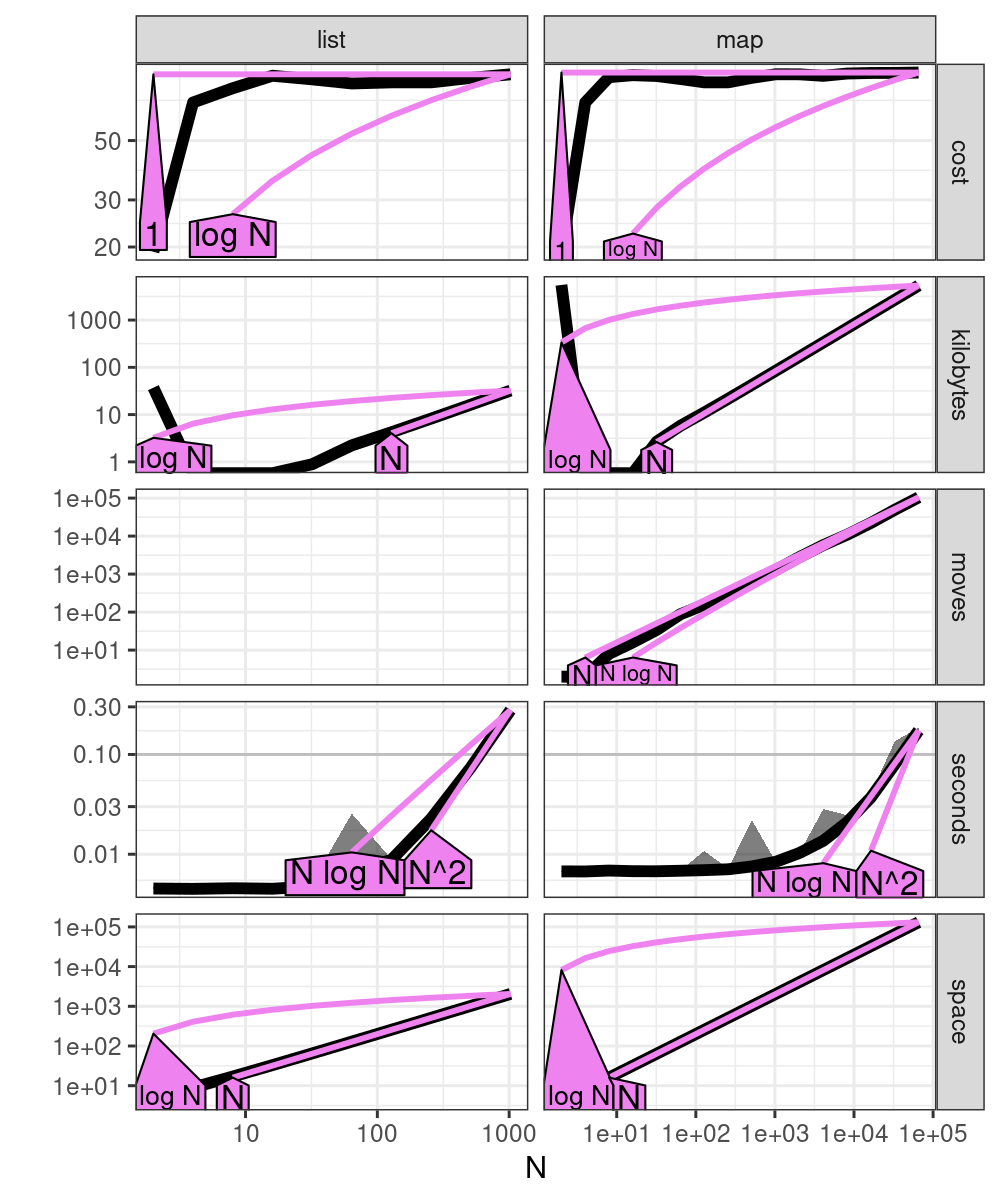 list map
50
30
20
1 log N 1 log N
cost
1000
100
10
1
log N N log N N
kilobytes
1e+05
1e+04
1e+03
1e+02
1e+01
N N log N
moves
0.30
0.10
0.03
0.01
N log N N^2 N log N N^2
seconds
1e+05
1e+04
1e+03
1e+02
1e+01
log N N log N N
space
10 100 1000 1e+01 1e+02 1e+03 1e+04 1e+05
N